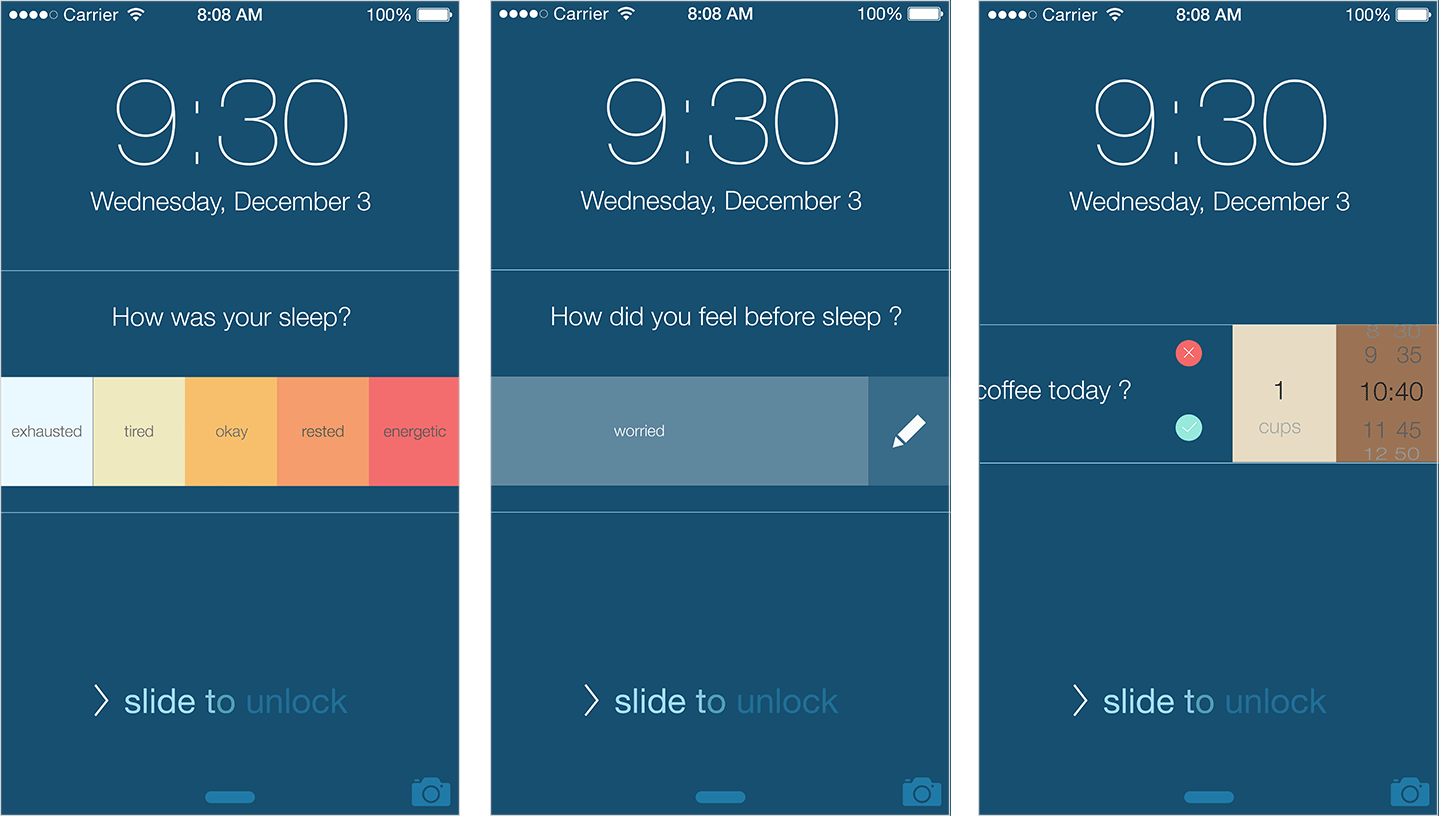 Carrier 8:08 AM 100%
9:30
Wednesday, December 3
How was your sleep?
exhausted tired okay rested energetic
slide to unlock
Carrier 8:08 AM 100%
9:30
Wednesday, December 3
How did you feel before sleep ?
worried
slide to unlock
Carrier 8:08 AM 100%
9:30
Wednesday, December 3
coffee today ?
1
cups
8 30
9 35
10:40
11 45
12 50
slide to unlock